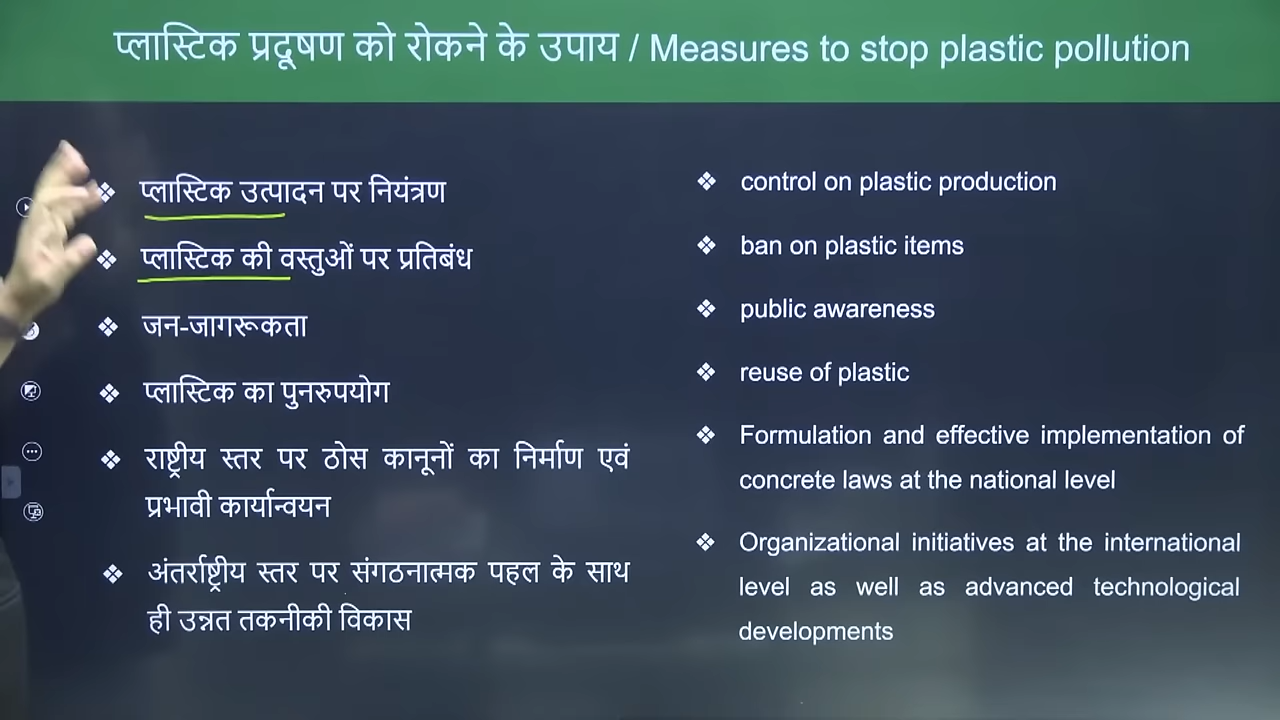 प्लास्टिक प्रदूषण को रोकने के उपाय / Measures to stop plastic pollution
❖ प्लास्टिक उत्पादन पर नियंत्रण
❖ प्लास्टिक की वस्तुओं पर प्रतिबंध
❖ जन-जागरूकता
❖ प्लास्टिक का पुनरुपयोग
❖ राष्ट्रीय स्तर पर ठोस कानूनों का निर्माण एवं
प्रभावी कार्यान्वयन
❖ अंतर्राष्ट्रीय स्तर पर संगठनात्मक पहल के साथ
ही उन्नत तकनीकी विकास
❖ control on plastic production
❖ ban on plastic items
❖ public awareness
❖ reuse of plastic
❖ Formulation and effective implementation of
concrete laws at the national level
❖ Organizational initiatives at the international
level as well as advanced technological
developments